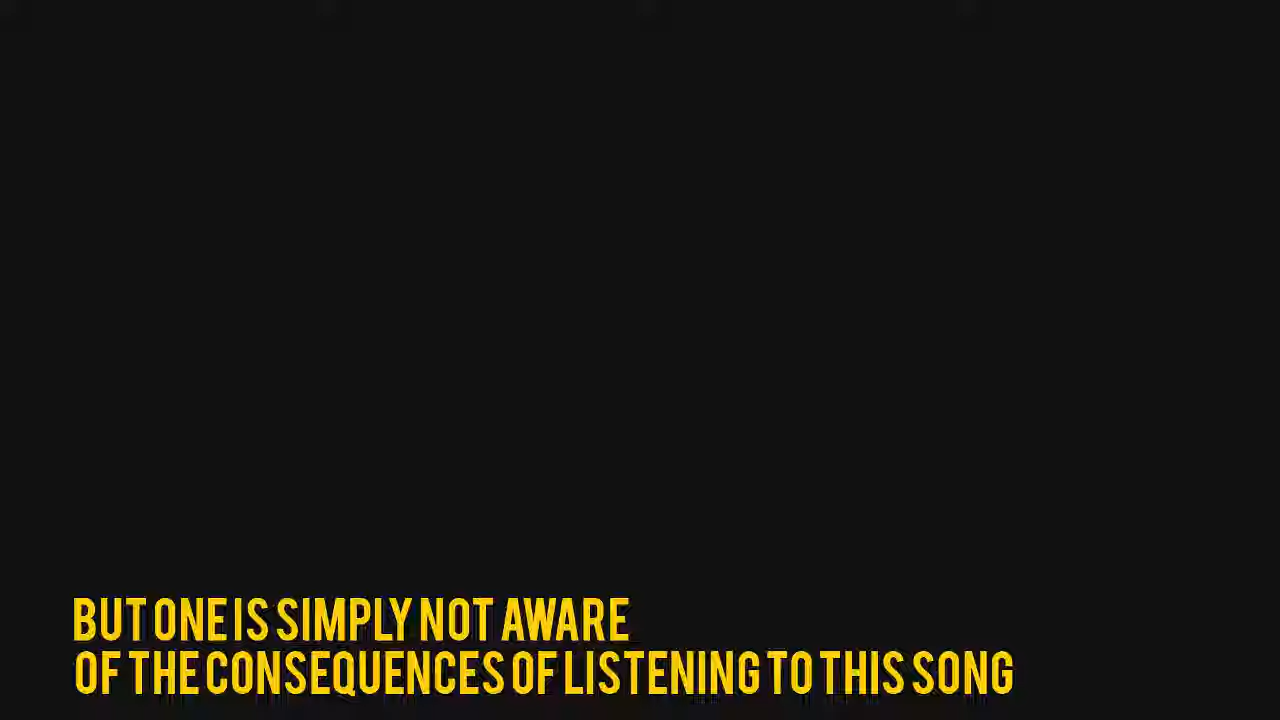 BUT ONE IS SIMPLY NOT AWARE
OF THE CONSEQUENCES OF LISTENING TO THIS SONG